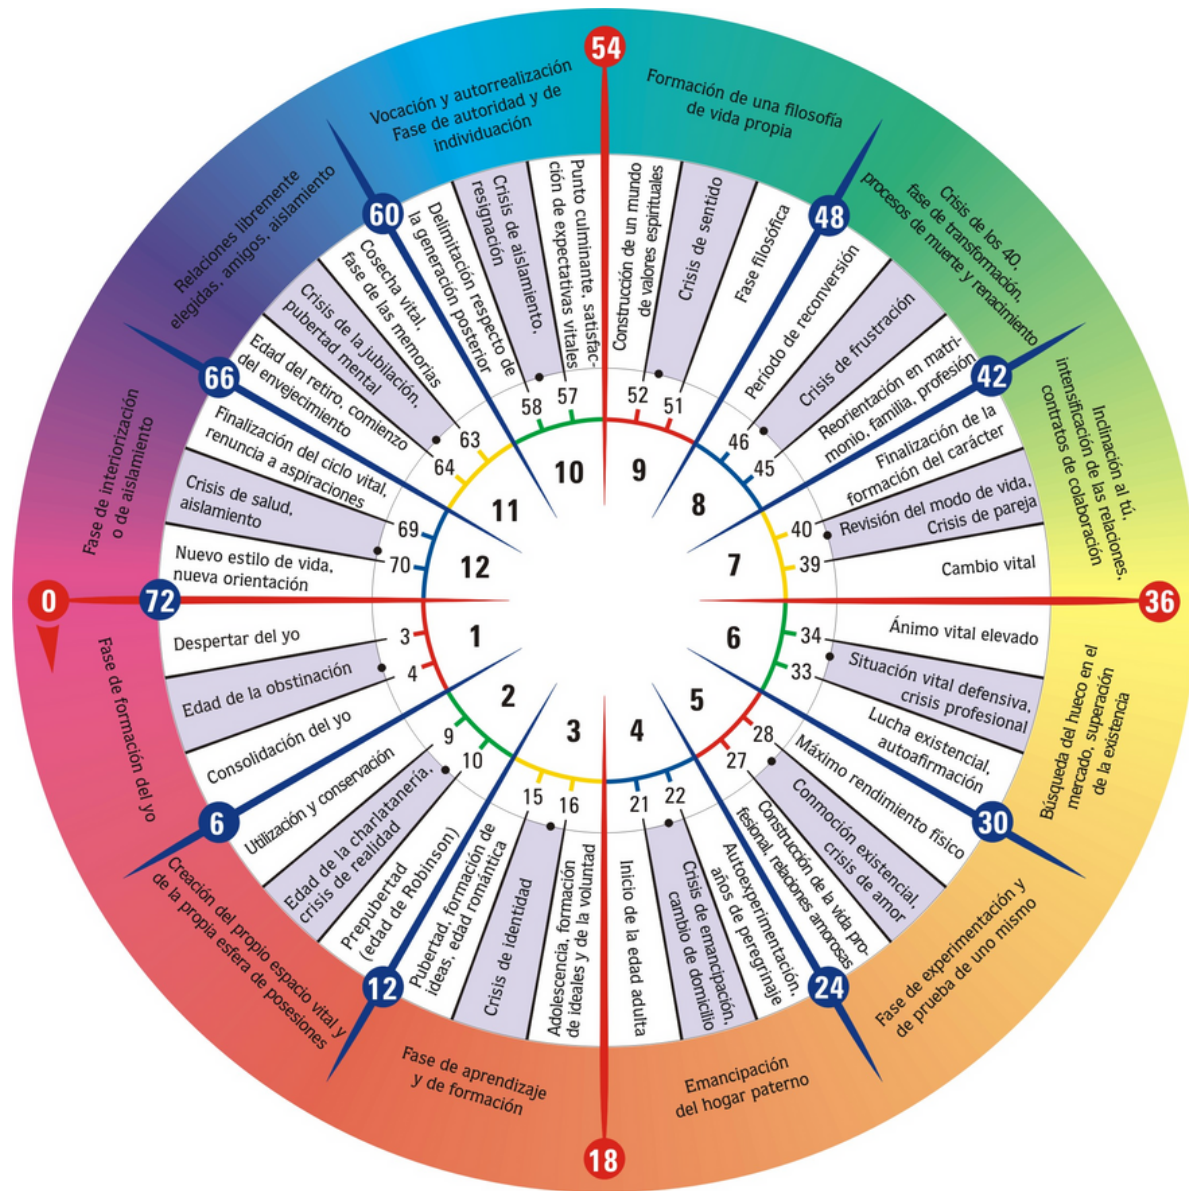 54
Vocación y autorrealización
Fase de autoridad y de
individuación
Formación de una filosofía
de vida propia
Crisis de los 40,
fase de transformación,
procesos de muerte y renacimiento
Inclinación al tú,
intensificación de las relaciones,
contratos de colaboración
36
Búsqueda del hueco en el
mercado, superación
de la existencia
Fase de experimentación y
de prueba de uno mismo
Emancipación
del hogar paterno
18
Fase de aprendizaje
y de formación
Creación del propio espacio vital y
de la propia esfera de posesiones
Fase de formación del yo
0
72
Fase de interiorización
o de aislamiento
Relaciones libremente
elegidas, amigos, aislamiento
Despertar del yo
3
Edad de la obstinación
4
Consolidación del yo
1
6
Utilización y conservación
9
Edad de la charlatanería,
crisis de realidad
10
Prepubertad
(edad de Robinson)
2
12
Pubertad, formación de
ideas, edad romántica
15
Crisis de identidad
16
Adolescencia, formación
de ideales y de la voluntad
3
Inicio de la edad adulta
21
Crisis de emancipación,
cambio de domicilio
22
Autoexperimentación,
años de peregrinaje
4
24
Construcción de la vida pro-
fesional, relaciones amorosas
27
Conmoción existencial,
crisis de amor
28
Máximo rendimiento físico
5
30
Lucha existencial,
autoafirmación
33
Situación vital defensiva,
crisis profesional
34
Ánimo vital elevado
6
Cambio vital
39
Revisión del modo de vida,
Crisis de pareja
40
Finalización de la
formación del carácter
7
42
Reorientación en matri-
monio, familia, profesión
45
Crisis de frustración
46
Período de reconversión
8
48
Fase filosófica
51
Crisis de sentido
52
Construcción de un mundo
de valores espirituales
9
Punto culminante, satisfac-
ción de expectativas vitales
57
Crisis de aislamiento,
resignación
58
Delimitación respecto de
la generación posterior
10
60
Cosecha vital,
fase de las memorias
63
Crisis de la jubilación,
pubertad mental
64
Edad del retiro, comienzo
del envejecimiento
11
66
Finalización del ciclo vital,
renuncia a aspiraciones
69
Crisis de salud,
aislamiento
70
Nuevo estilo de vida,
nueva orientación
12